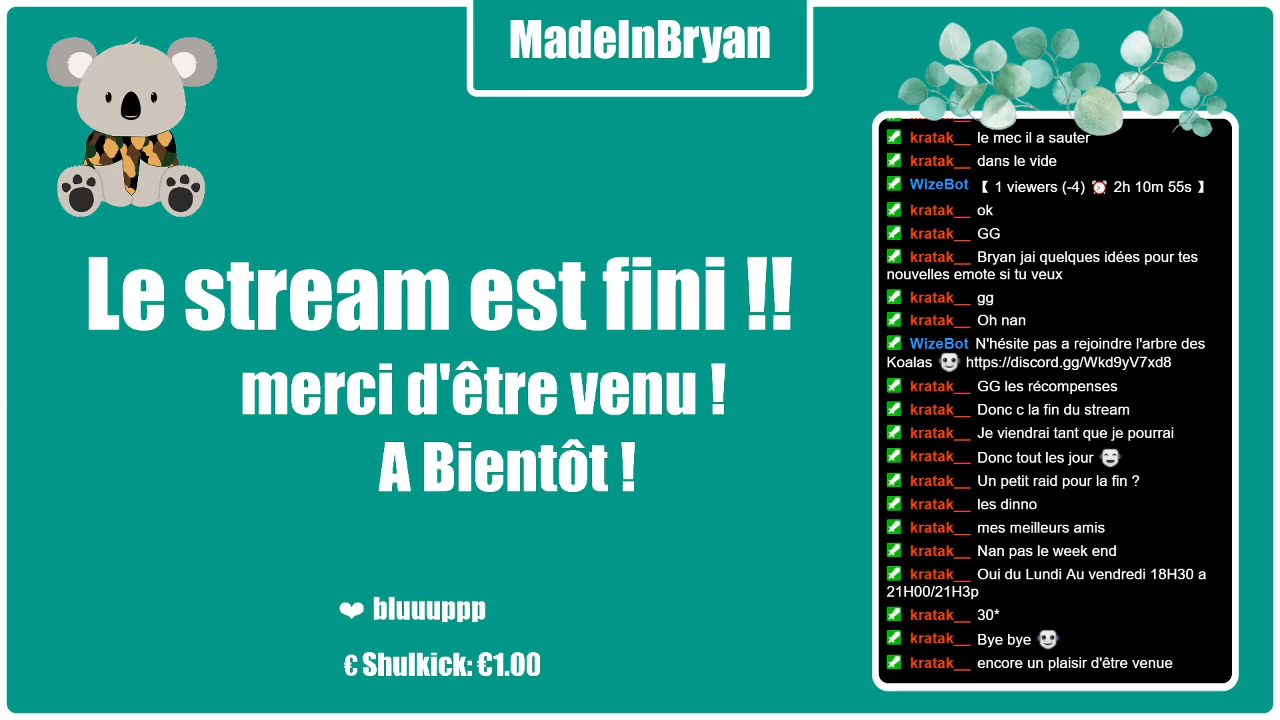 MadeInBryan
Le stream est fini !!
merci d'être venu !
A Bientôt !
❤ bluuuppp
€ Shulkick: €1.00
kratak__ le mec il a sauter
kratak__ dans le vide
WizeBot 【 1 viewers (-4) ⏰ 2h 10m 55s 】
kratak__ ok
kratak__ GG
kratak__ Bryan jai quelques idées pour tes
nouvelles emote si tu veux
kratak__ gg
kratak__ Oh nan
WizeBot N'hésite pas a rejoindre l'arbre des
Koalas https://discord.gg/Wkd9yV7xd8
kratak__ GG les récompenses
kratak__ Donc c la fin du stream
kratak__ Je viendrai tant que je pourrai
kratak__ Donc tout les jour
kratak__ Un petit raid pour la fin ?
kratak__ les dinno
kratak__ mes meilleurs amis
kratak__ Nan pas le week end
kratak__ Oui du Lundi Au vendredi 18H30 a
21H00/21H3p
kratak__ 30*
kratak__ Bye bye
kratak__ encore un plaisir d'être venue